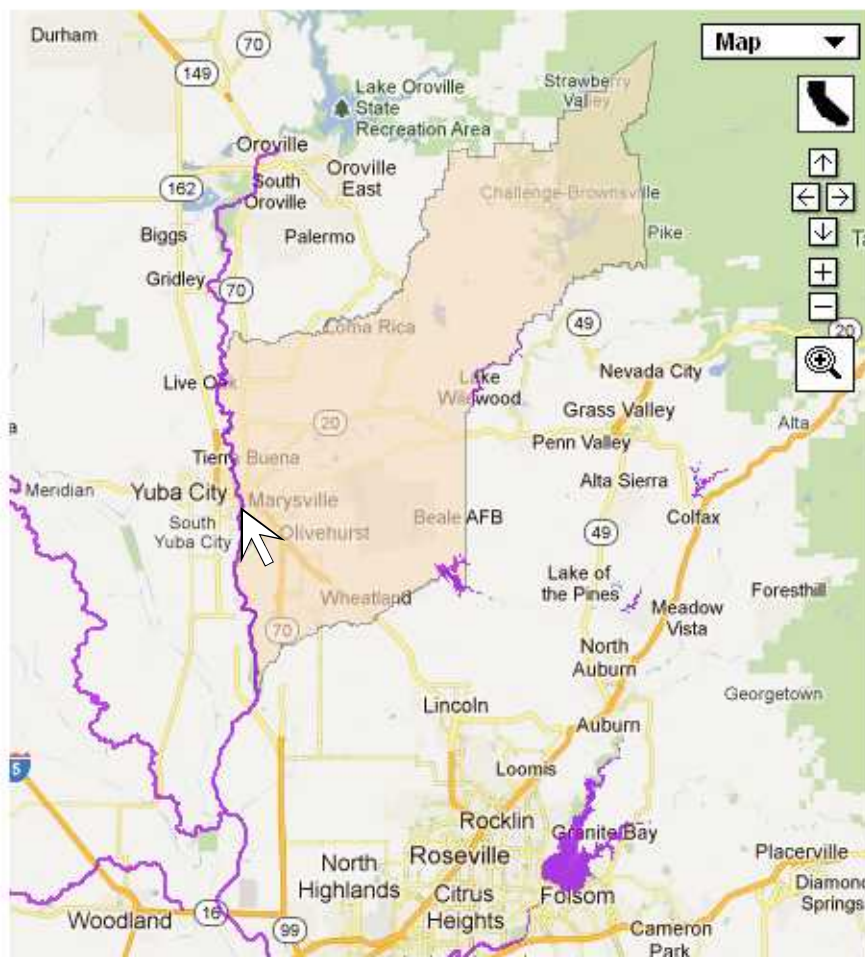 Durham
70
Map
149
Lake Oroville
State
Recreation Area
Strawberry
Valley
Oroville
Oroville
East
162
South
Oroville
Challenge-Brownsville
Biggs
Palermo
Pike
Ta
Gridley
70
Loma Rica
49
20
Live Oak
Lake
Wildwood
Nevada City
Grass Valley
20
Alta
a
Penn Valley
Tierra Buena
Meridian
Yuba City
Marysville
Alta Sierra
South
Yuba City
Olivehurst
Beale AFB
Colfax
49
Wheatland
Lake of
the Pines
Foresthill
Meadow
Vista
70
North
Auburn
Georgetown
Lincoln
Auburn
5
Loomis
Rocklin
Granite Bay
Roseville
Placerville
North
Highlands
Citrus
Heights
Folsom
Diamond
Springs
Woodland
16
99
Cameron
Park